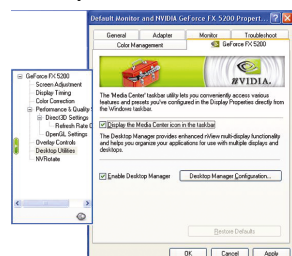 Default Monitor and NVIDIA GeForce FX 5200 Propert...
General Adapter Monitor Troubleshoot
Color Management GeForce FX 5200
NVIDIA.
The 'Media Center' taskbar utility lets you conveniently access various
features and presets you've configured in the Display Properties directly from
the Windows taskbar.
Display the Media Center icon in the taskbar
The Desktop Manager provides enhanced nView multi-display functionality
and helps you organize your applications for use with multiple displays and
desktops.
Enable Desktop Manager Desktop Manager Configuration...
Restore Defaults
OK Cancel Apply
GeForce FX 5200
Screen Adjustment
Display Timing
Color Correction
Performance & Quality S
Direct3D Settings
Refresh Rate O
OpenGL Settings
Overlay Controls
Desktop Utilities
NVRotate